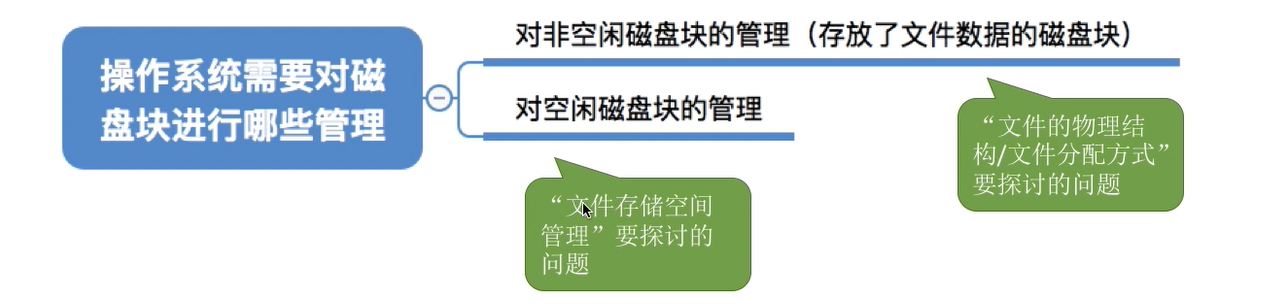 操作系统需要对磁
盘块进行哪些管理
对非空闲磁盘块的管理（存放了文件数据的磁盘块）
对空闲磁盘块的管理
“文件的物理结
构/文件分配方式”
要探讨的问题
“文件存储空间
管理”要探讨的
问题